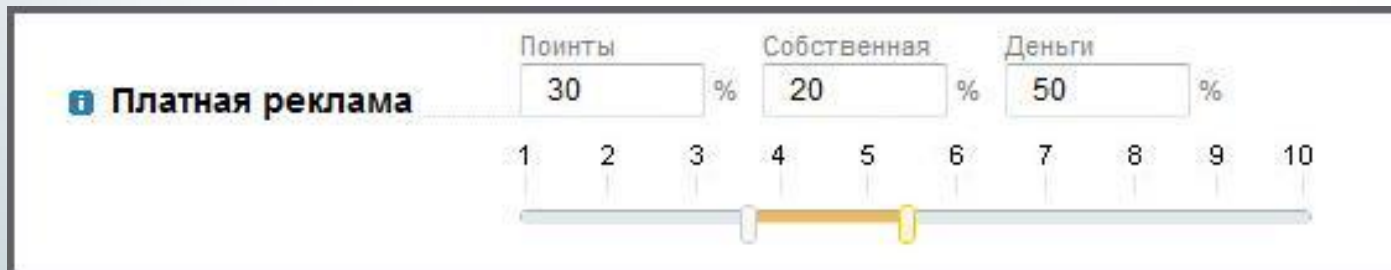 Поинты Собственная Деньги
Платная реклама 30 % 20 % 50 %
1 2 3 4 5 6 7 8 9 10